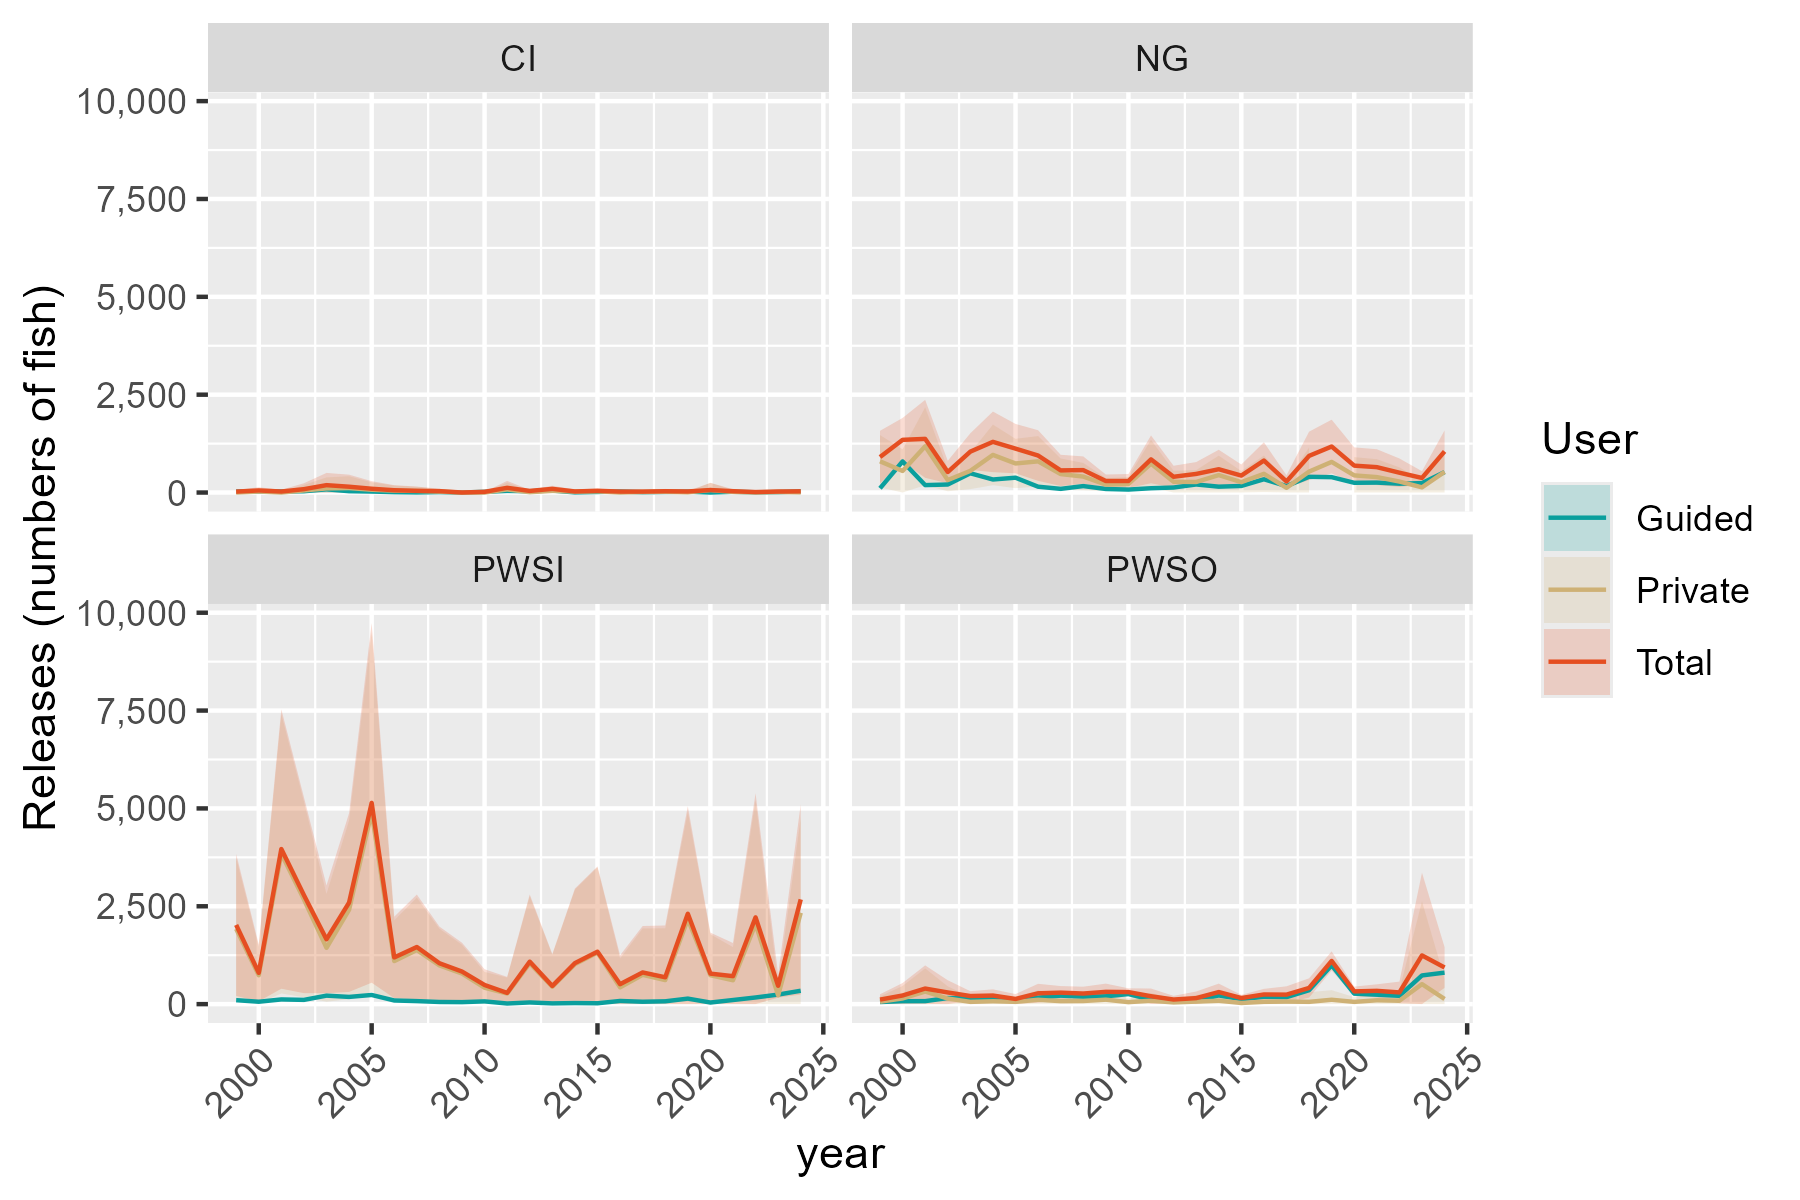 CI
NG
10,000
7,500
5,000
2,500
0
PWSI
PWSO
10,000
7,500
5,000
2,500
0
2000
2005
2010
2015
2020
2025
2000
2005
2010
2015
2020
2025
year
Releases (numbers of fish)
User
Guided
Private
Total